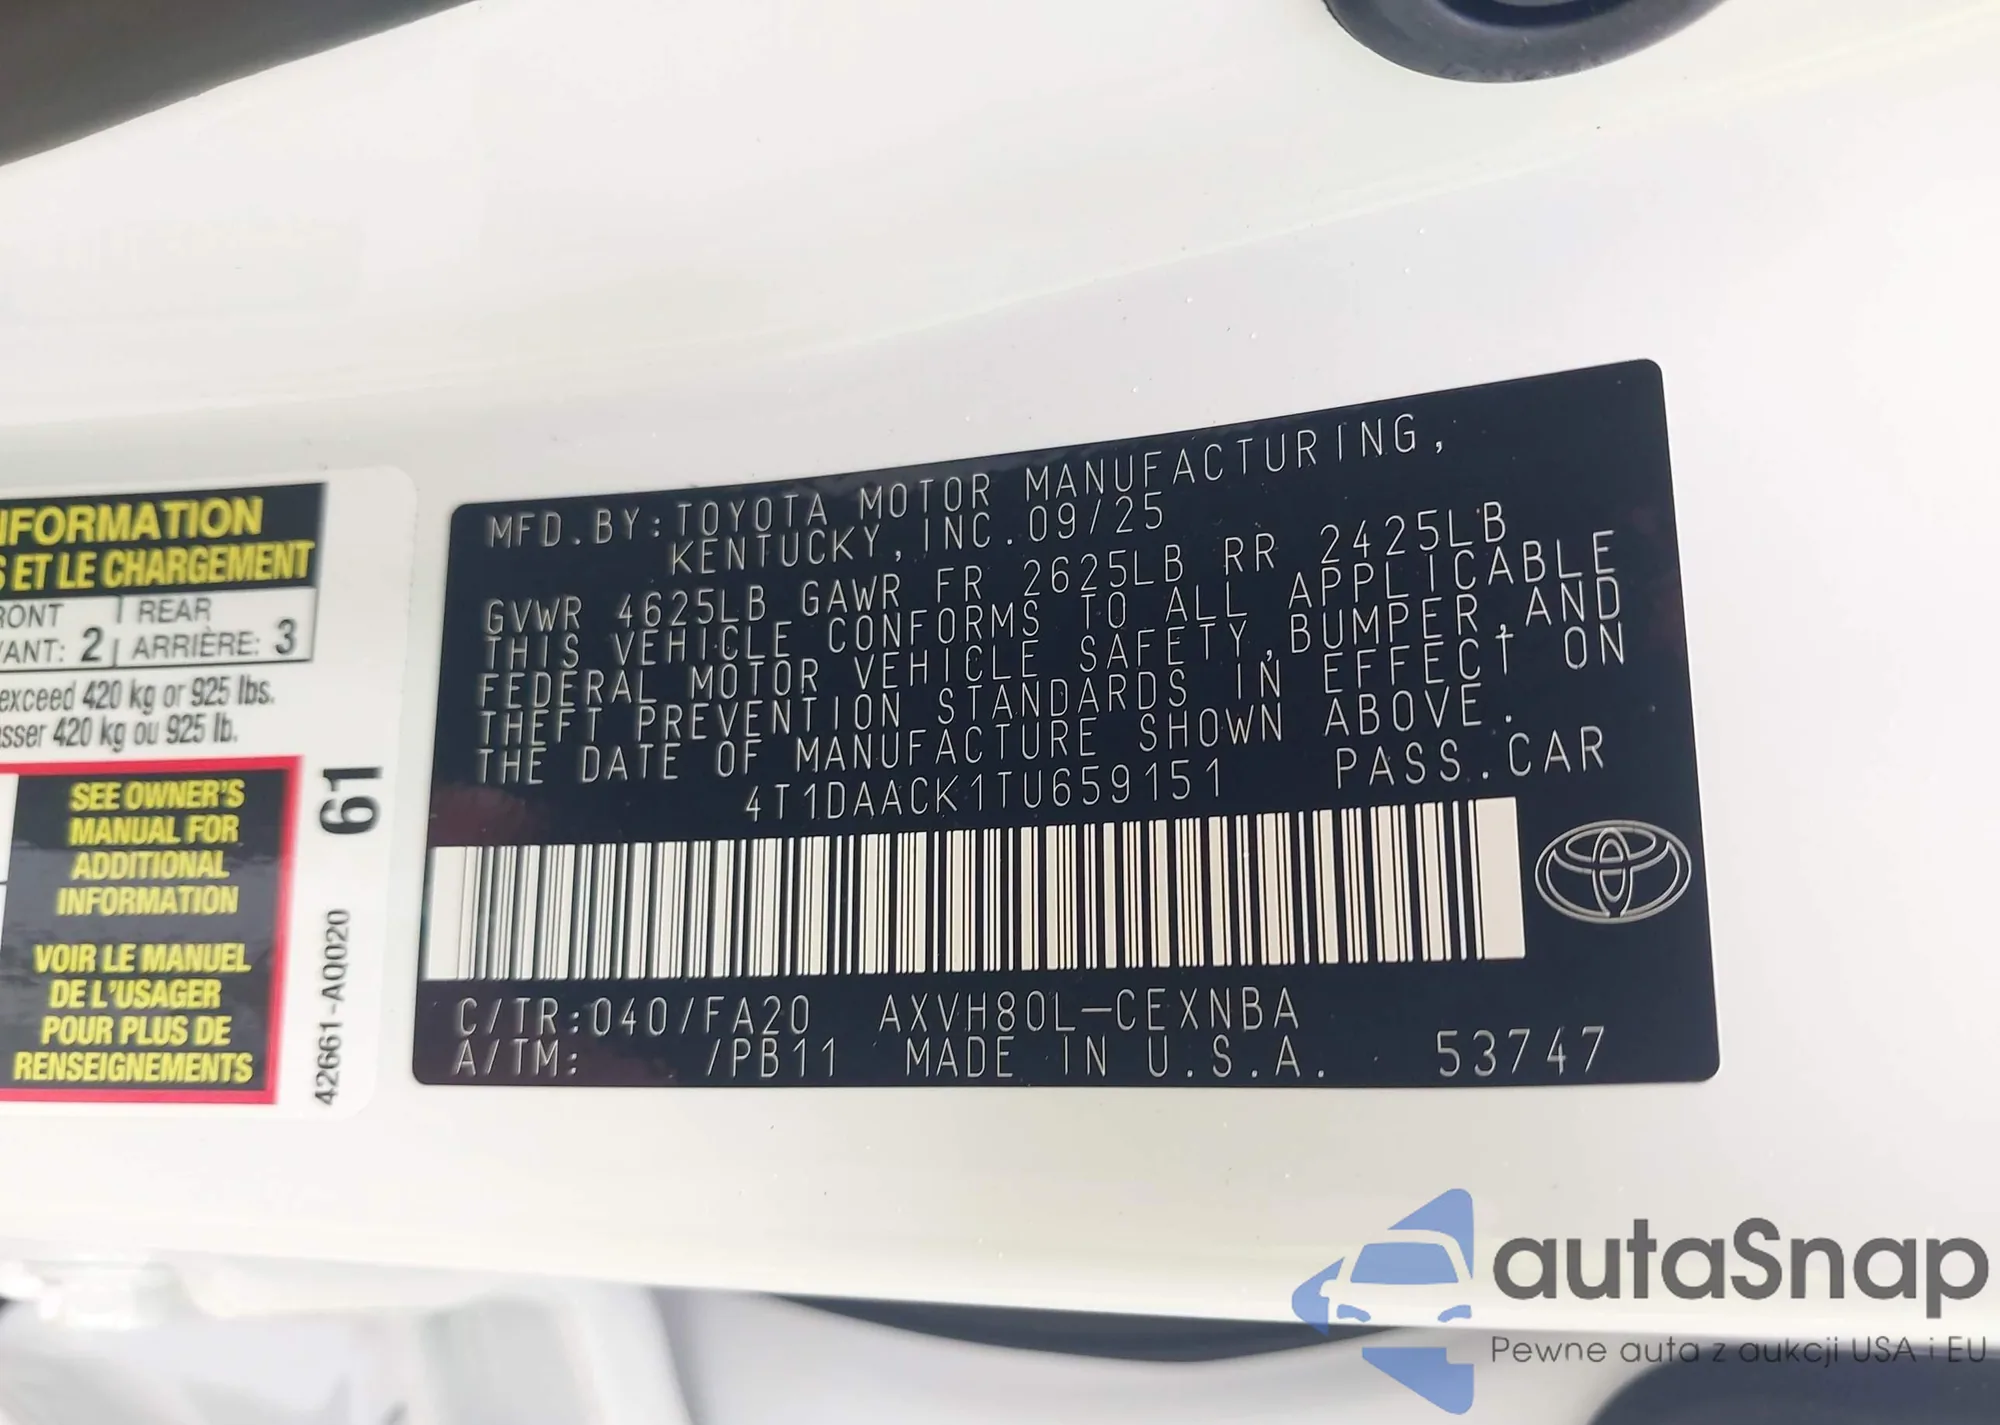 NFORMATION
S ET LE CHARGEMENT
RONT REAR
VANT: 2 ARRIÈRE: 3
exceed 420 kg or 925 lbs.
asser 420 kg ou 925 lb.
SEE OWNER'S
MANUAL FOR
ADDITIONAL
INFORMATION
VOIR LE MANUEL
DE L'USAGER
POUR PLUS DE
RENSEIGNEMENTS
61
42661-AQ020
MFD.BY:TOYOTA MOTOR MANUFACTURING,
KENTUCKY,INC.09/25
GVWR 4625LB GAWR FR 2625LB RR 2425LB
THIS VEHICLE CONFORMS TO ALL APPLICABLE
FEDERAL MOTOR VEHICLE SAFETY,BUMPER,AND
THEFT PREVENTION STANDARDS IN EFFECT ON
THE DATE OF MANUFACTURE SHOWN ABOVE.
4T1DAACK1TU659151 PASS.CAR
C/TR:040/FA20 AXVH80L-CEXNBA
A/TM: /PB11 MADE IN U.S.A. 53747
autaSnap
Pewne auta z aukcji USA i EU